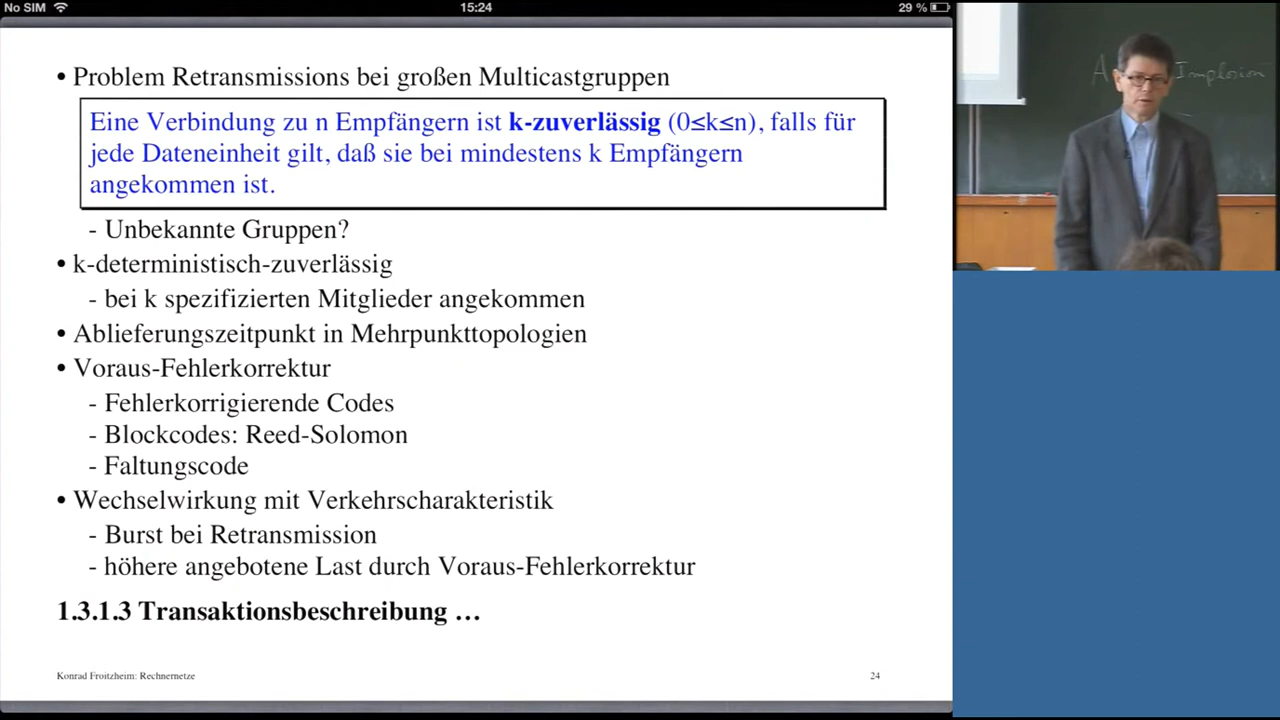 No SIM 15:24 29 %
• Problem Retransmissions bei großen Multicastgruppen
Eine Verbindung zu n Empfängern ist k-zuverlässig (0≤k≤n), falls für
jede Dateneinheit gilt, daß sie bei mindestens k Empfängern
angekommen ist.
- Unbekannte Gruppen?
• k-deterministisch-zuverlässig
- bei k spezifizierten Mitglieder angekommen
• Ablieferungszeitpunkt in Mehrpunkttopologien
• Voraus-Fehlerkorrektur
- Fehlerkorrigierende Codes
- Blockcodes: Reed-Solomon
- Faltungscode
• Wechselwirkung mit Verkehrscharakteristik
- Burst bei Retransmission
- höhere angebotene Last durch Voraus-Fehlerkorrektur
1.3.1.3 Transaktionsbeschreibung …
Konrad Froitzheim: Rechnernetze 24
Implosion